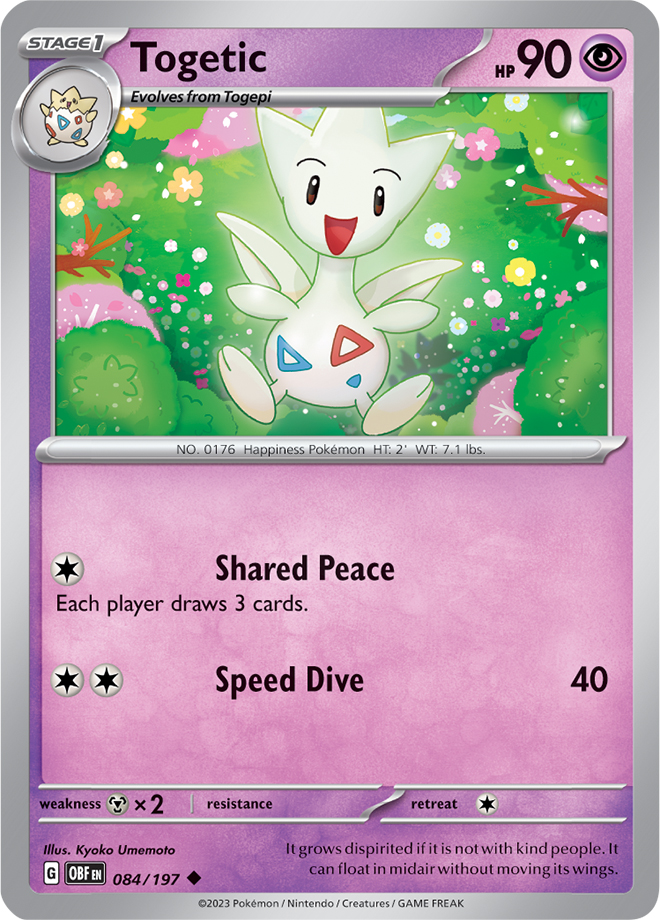 STAGE1
Togetic
HP 90
Evolves from Togepi
NO. 0176 Happiness Pokémon HT: 2' WT: 7.1 lbs.
Shared Peace
Each player draws 3 cards.
Speed Dive 40
weakness ×2 resistance retreat
Illus. Kyoko Umemoto
It grows dispirited if it is not with kind people. It
can float in midair without moving its wings.
G OBF EN 084/197
©2023 Pokémon / Nintendo / Creatures / GAME FREAK